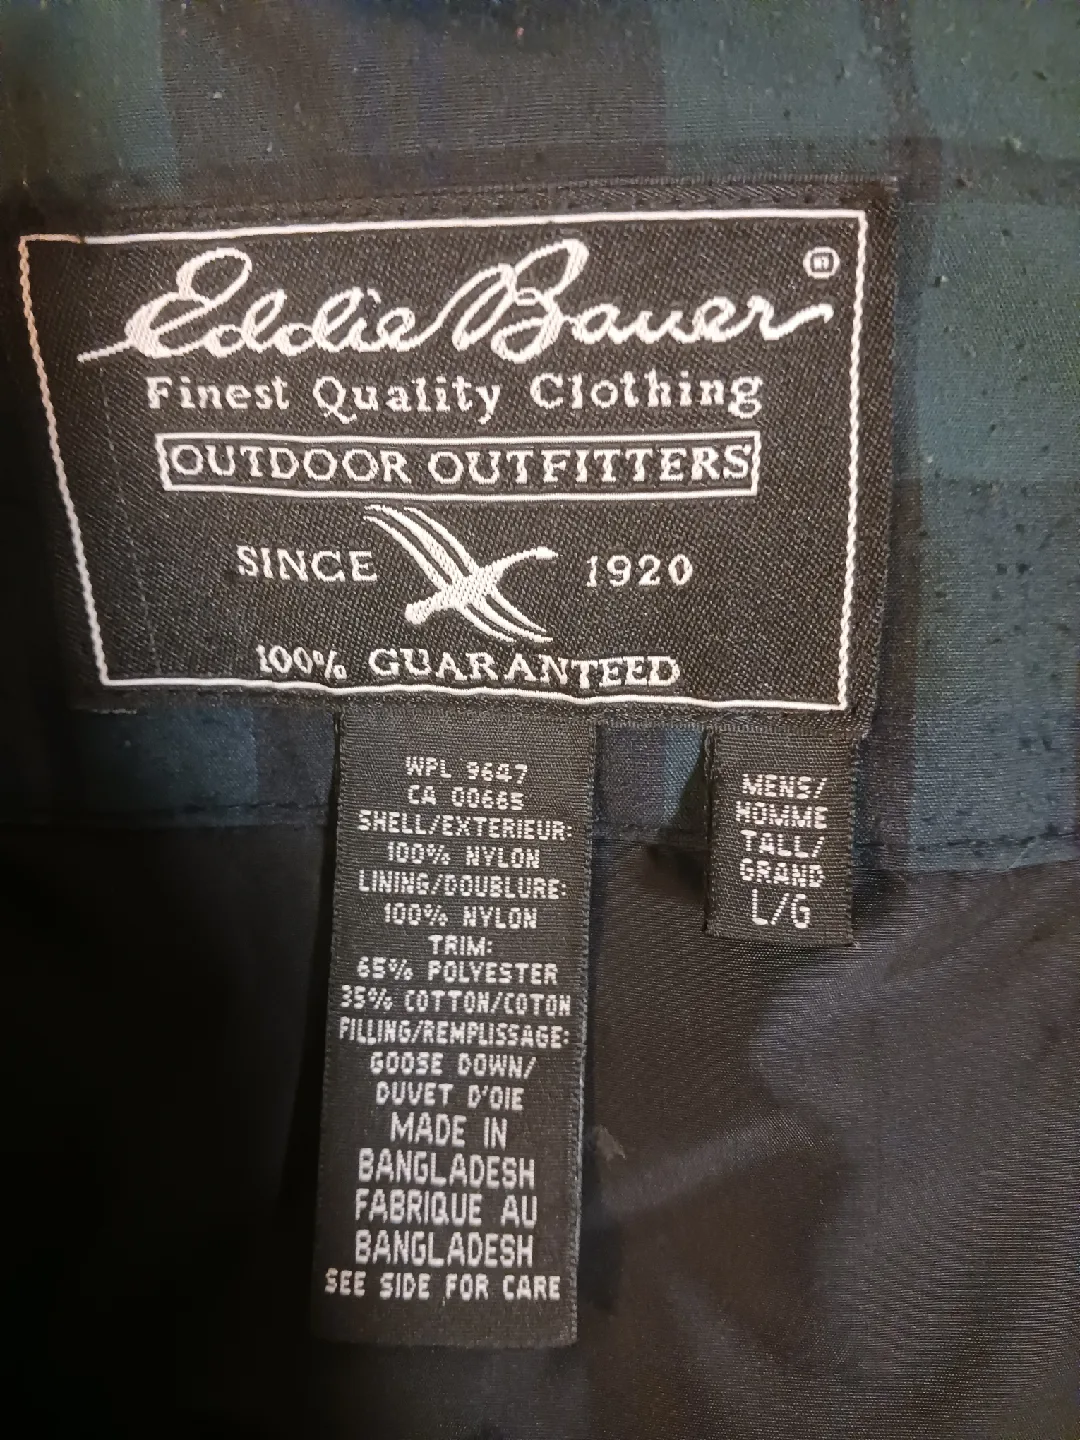 Eddie Bauer ®
Finest Quality Clothing
OUTDOOR OUTFITTERS
SINCE 1920
100% GUARANTEED
WPL 9647
CA 00665
SHELL/EXTERIEUR:
100% NYLON
LINING/DOUBLURE:
100% NYLON
TRIM:
65% POLYESTER
35% COTTON/COTON
FILLING/REMPLISSAGE:
GOOSE DOWN/
DUVET D'OIE
MADE IN
BANGLADESH
FABRIQUE AU
BANGLADESH
SEE SIDE FOR CARE
MENS/
HOMME
TALL/
GRAND
L/G